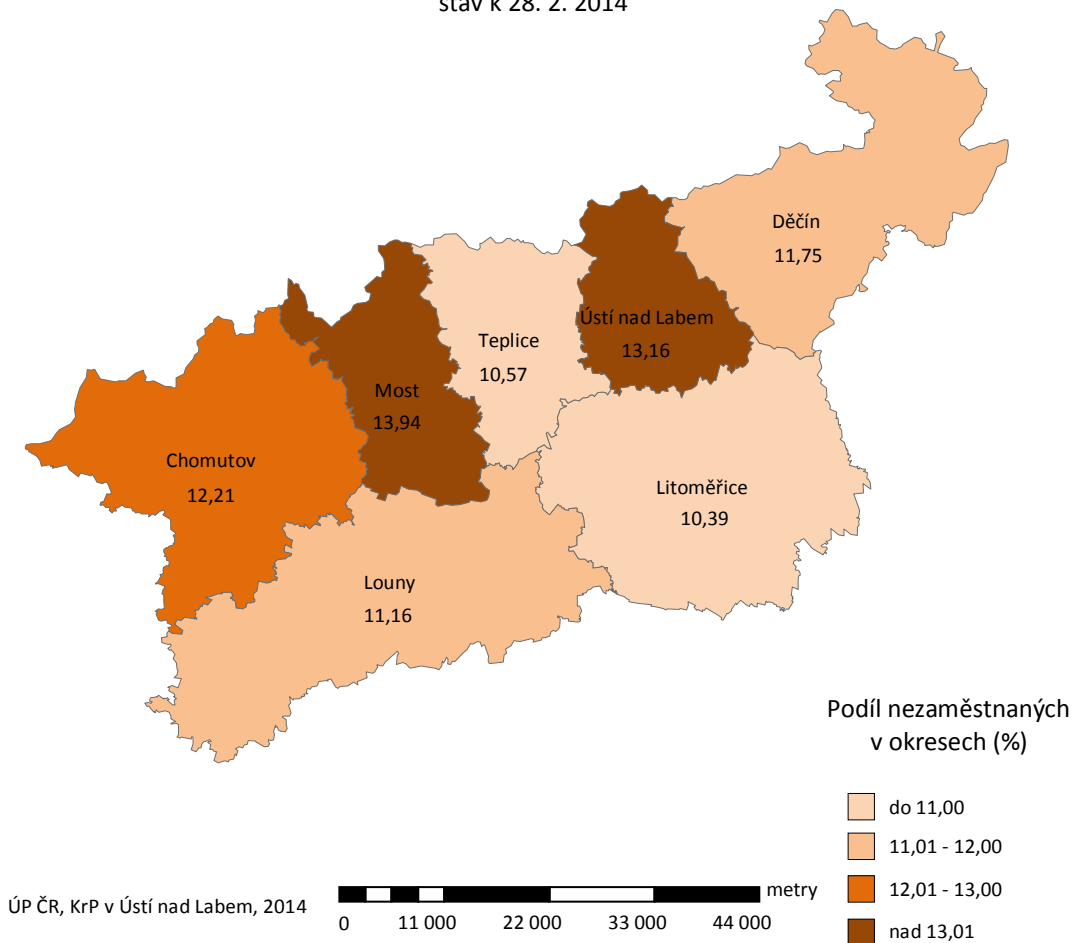 stav k 28. 2. 2014
Děčín
11,75
Ústí nad Labem
13,16
Teplice
10,57
Most
13,94
Chomutov
12,21
Litoměřice
10,39
Louny
11,16
Podíl nezaměstnaných
v okresech (%)
do 11,00
11,01 - 12,00
12,01 - 13,00
nad 13,01
ÚP ČR, KrP v Ústí nad Labem, 2014
metry
0 11 000 22 000 33 000 44 000